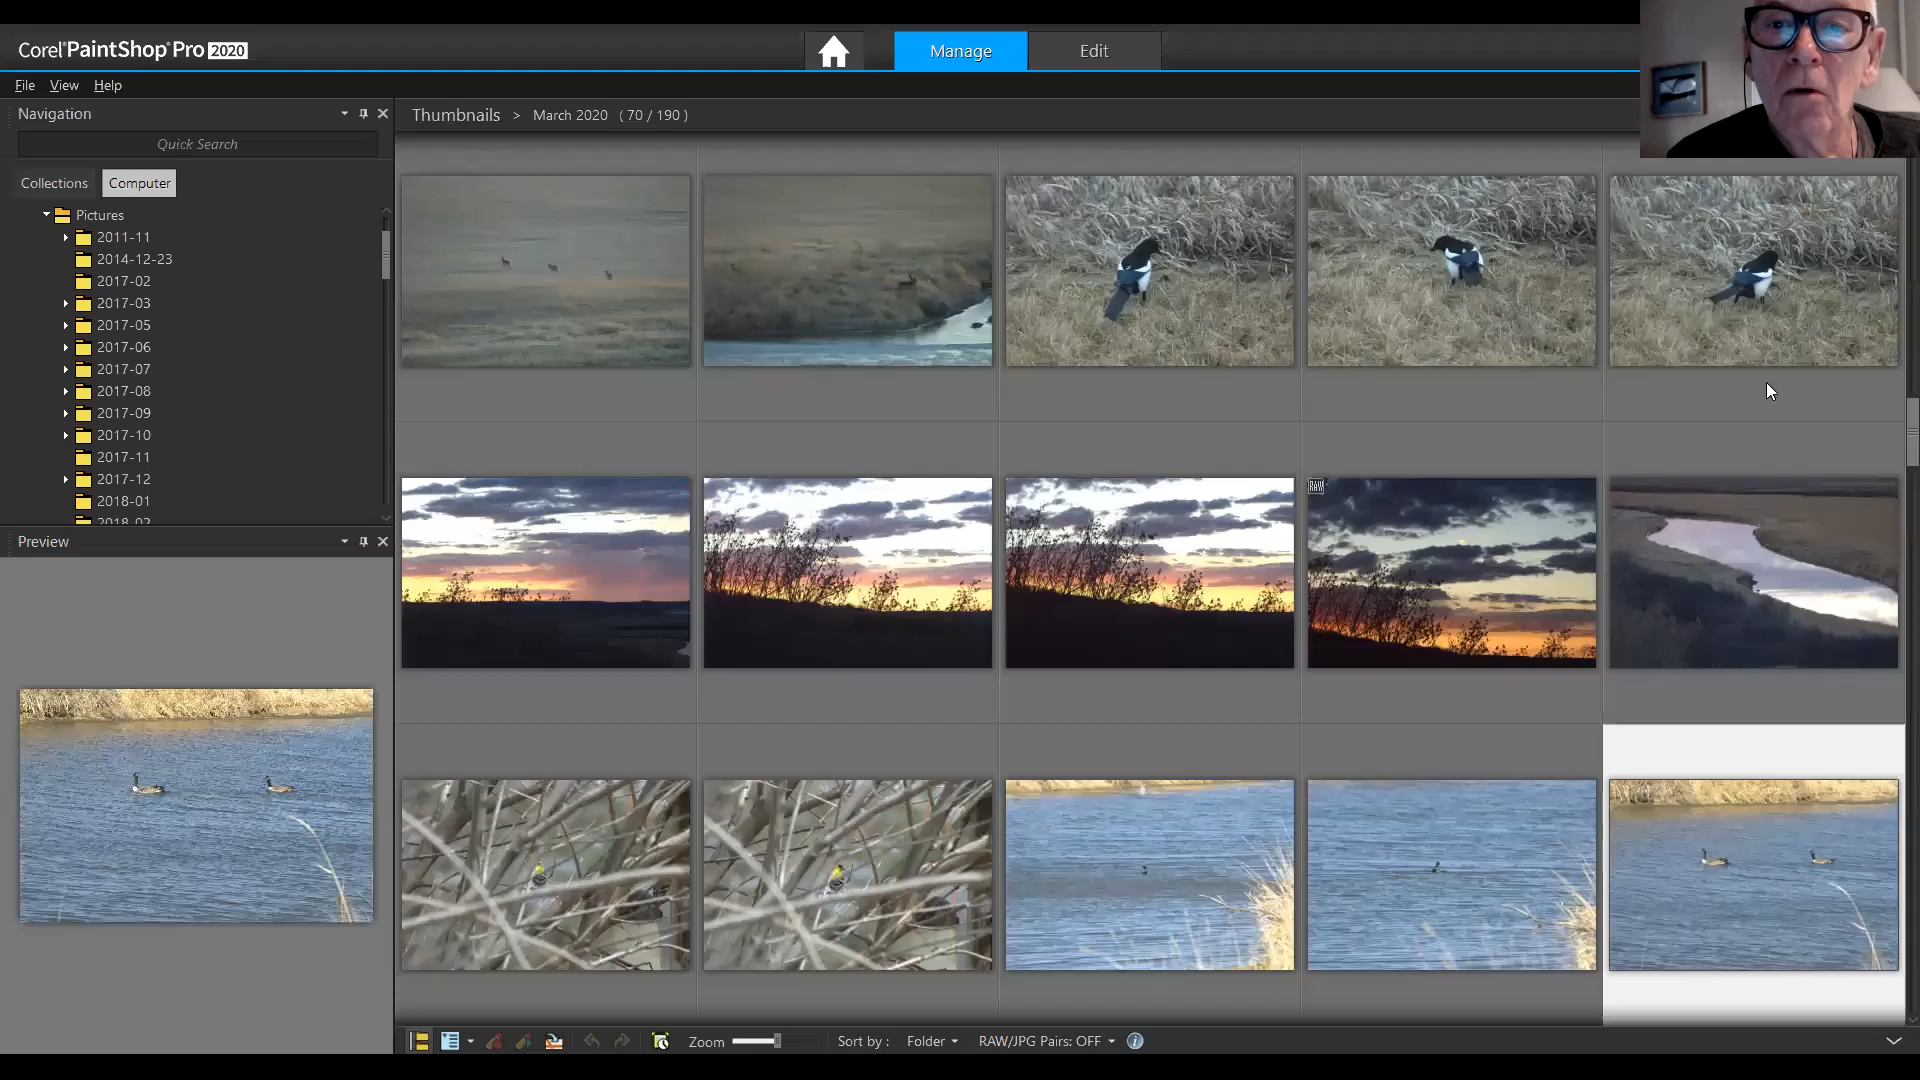 Corel PaintShop Pro 2020
Manage
Edit
File View Help
Navigation
Quick Search
Collections
Computer
Pictures
2011-11
2014-12-23
2017-02
2017-03
2017-05
2017-06
2017-07
2017-08
2017-09
2017-10
2017-11
2017-12
2018-01
2018-02
Preview
Thumbnails > March 2020 ( 70 / 190 )
RAW
Zoom
Sort by :
Folder
RAW/JPG Pairs: OFF